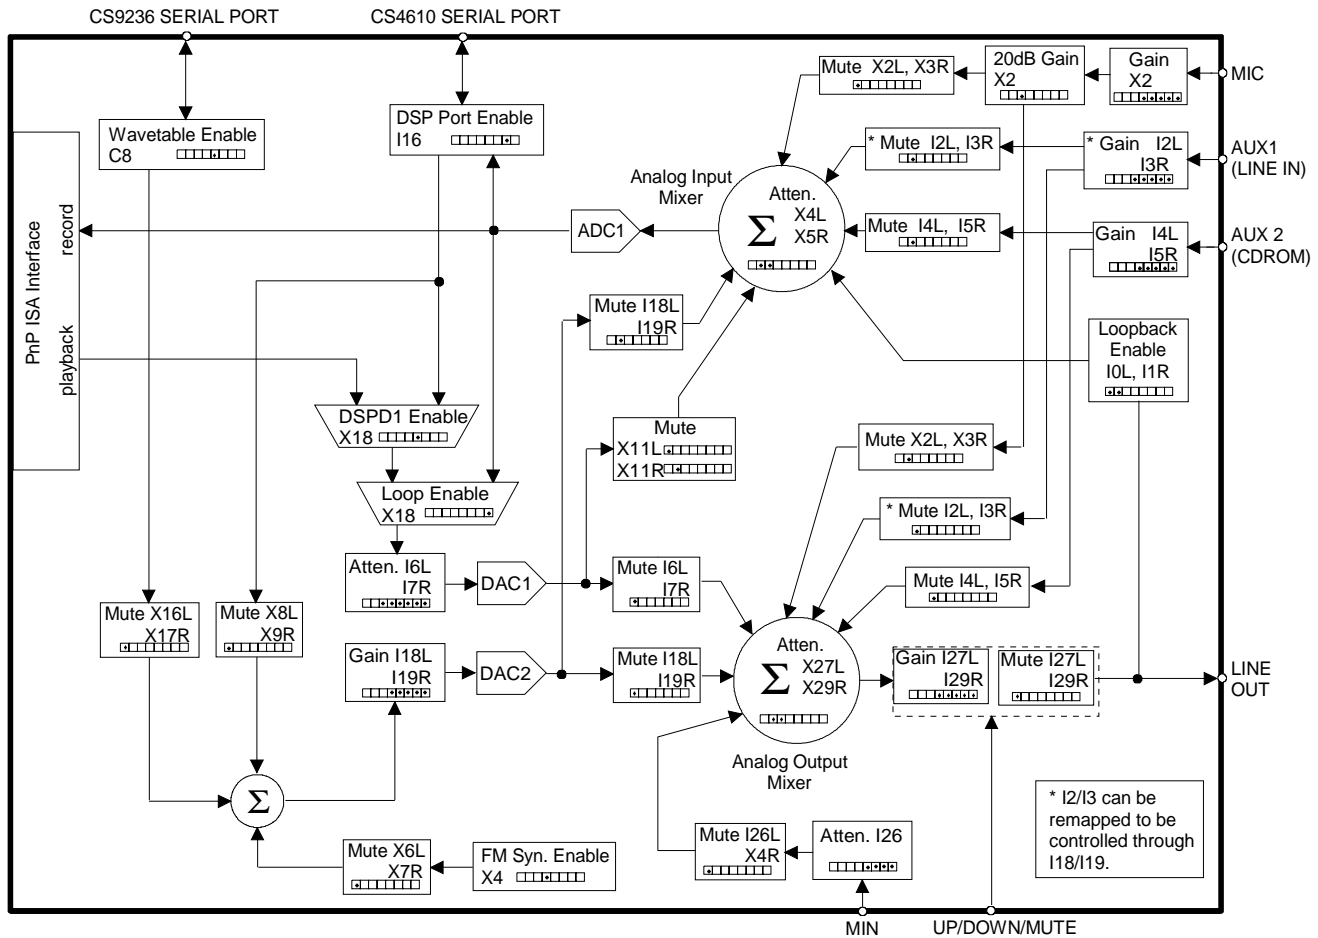 CS9236 SERIAL PORT
CS4610 SERIAL PORT
Mute X2L, X3R
20dB Gain
X2
Gain
X2
MIC
Wavetable Enable
C8
DSP Port Enable
I16
* Mute I2L, I3R
* Gain I2L
I3R
AUX1
(LINE IN)
Analog Input
Mixer
Atten.
Σ
X4L
X5R
ADC1
Mute I4L, I5R
Gain I4L
I5R
AUX 2
(CDROM)
PnP ISA Interface
record
playback
Mute I18L
I19R
Loopback
Enable
I0L, I1R
DSPD1 Enable
X18
Mute
X11L
X11R
Mute X2L, X3R
Loop Enable
X18
* Mute I2L, I3R
Atten. I6L
I7R
DAC1
Mute I6L
I7R
Mute I4L, I5R
Mute X16L
X17R
Mute X8L
X9R
Gain I18L
I19R
DAC2
Mute I18L
I19R
Atten.
Σ
X27L
X29R
Gain I27L
I29R
Mute I27L
I29R
LINE
OUT
Analog Output
Mixer
Σ
* I2/I3 can be
remapped to be
controlled through
I18/I19.
Mute X6L
X7R
FM Syn. Enable
X4
Mute I26L
X4R
Atten. I26
MIN
UP/DOWN/MUTE